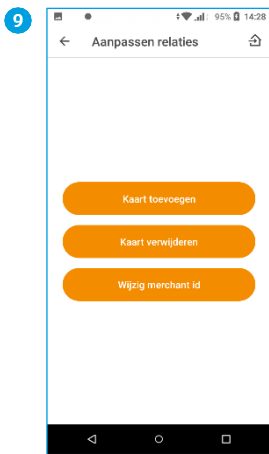 9
95% 14:28
Aanpassen relaties
Kaart toevoegen
Kaart verwijderen
Wijzig merchant id